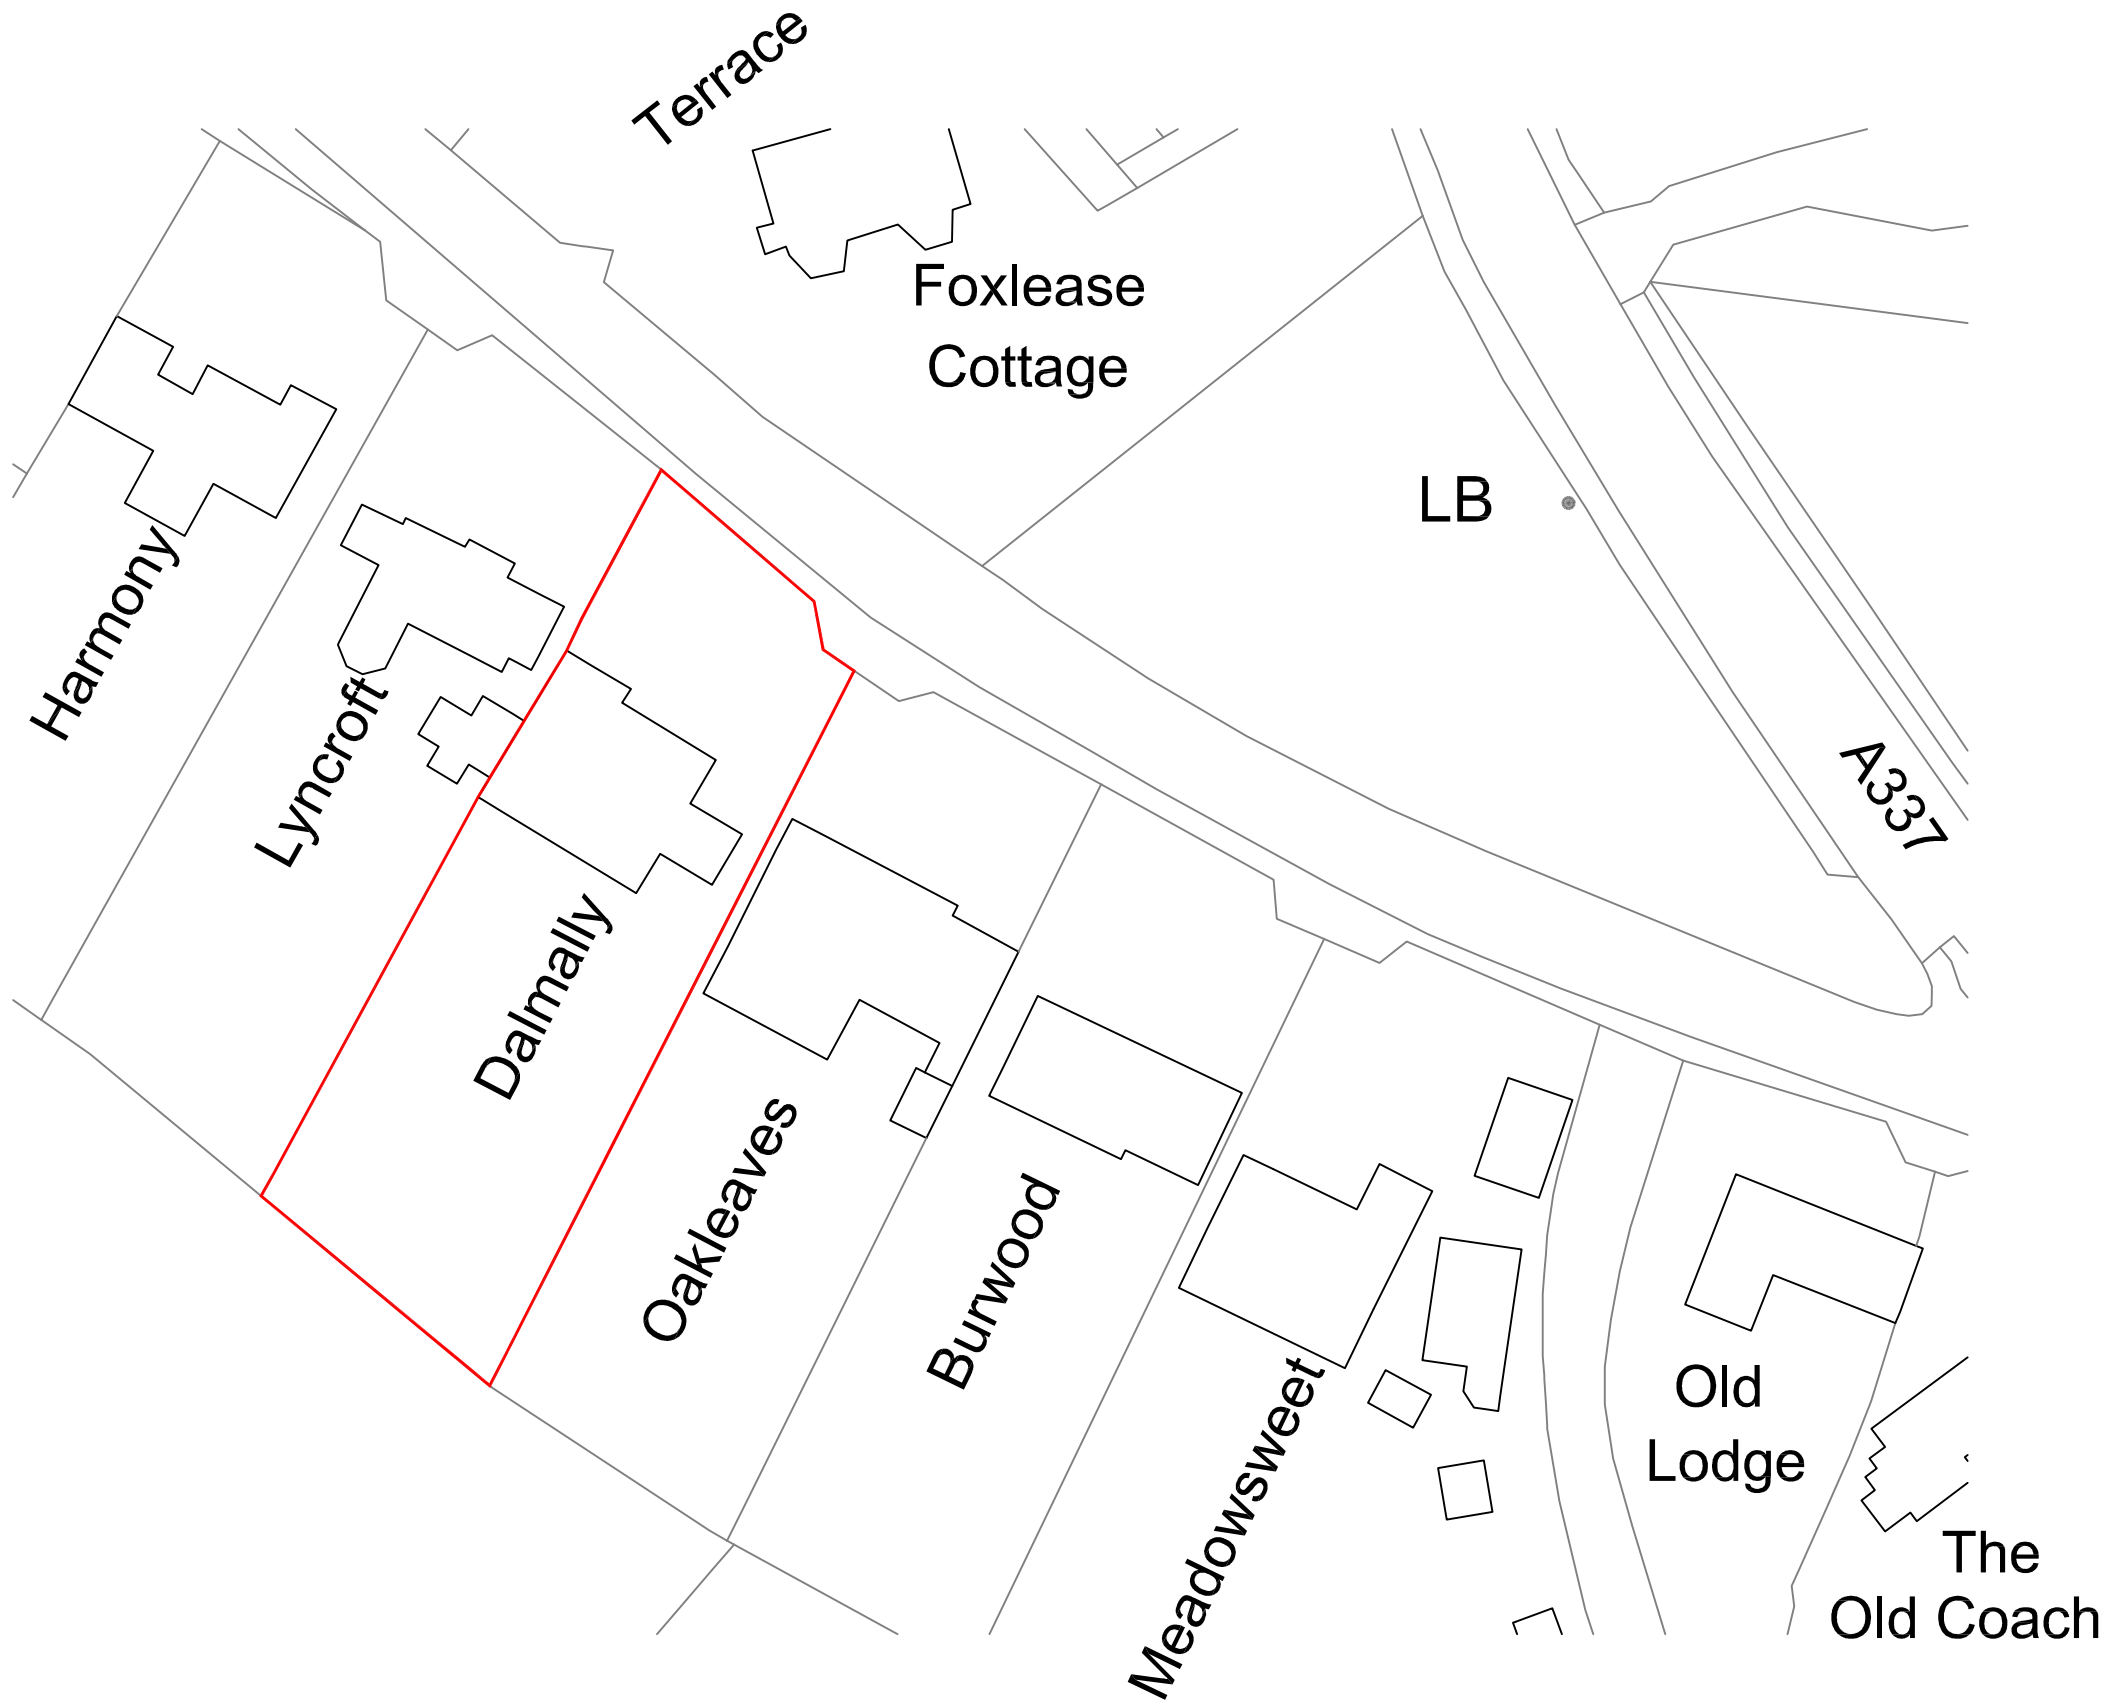 Terrace
Foxlease
Cottage
LB
Harmony
Lyncroft
A337
Dalmally
Oakleaves
Burwood
Meadowsweet
Old
Lodge
The
Old Coach